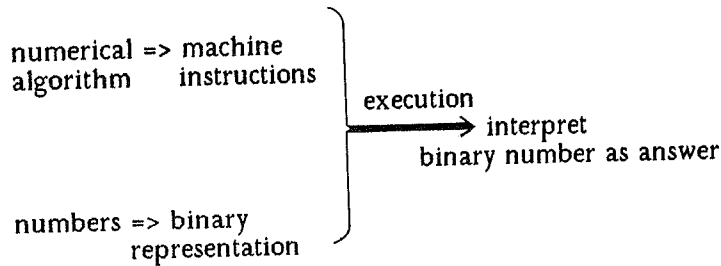 numerical => machine
algorithm instructions
execution
interpret
binary number as answer
numbers => binary
representation